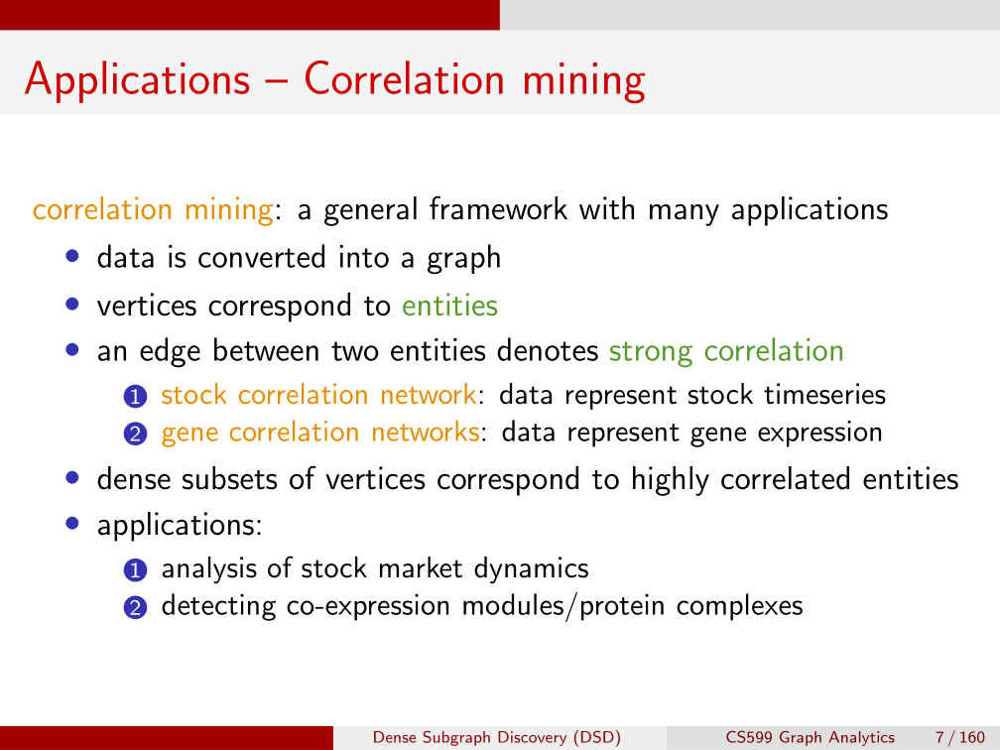 Applications – Correlation mining
correlation mining: a general framework with many applications
• data is converted into a graph
• vertices correspond to entities
• an edge between two entities denotes strong correlation
1 stock correlation network: data represent stock timeseries
2 gene correlation networks: data represent gene expression
• dense subsets of vertices correspond to highly correlated entities
• applications:
1 analysis of stock market dynamics
2 detecting co-expression modules/protein complexes
Dense Subgraph Discovery (DSD) CS599 Graph Analytics 7 / 160